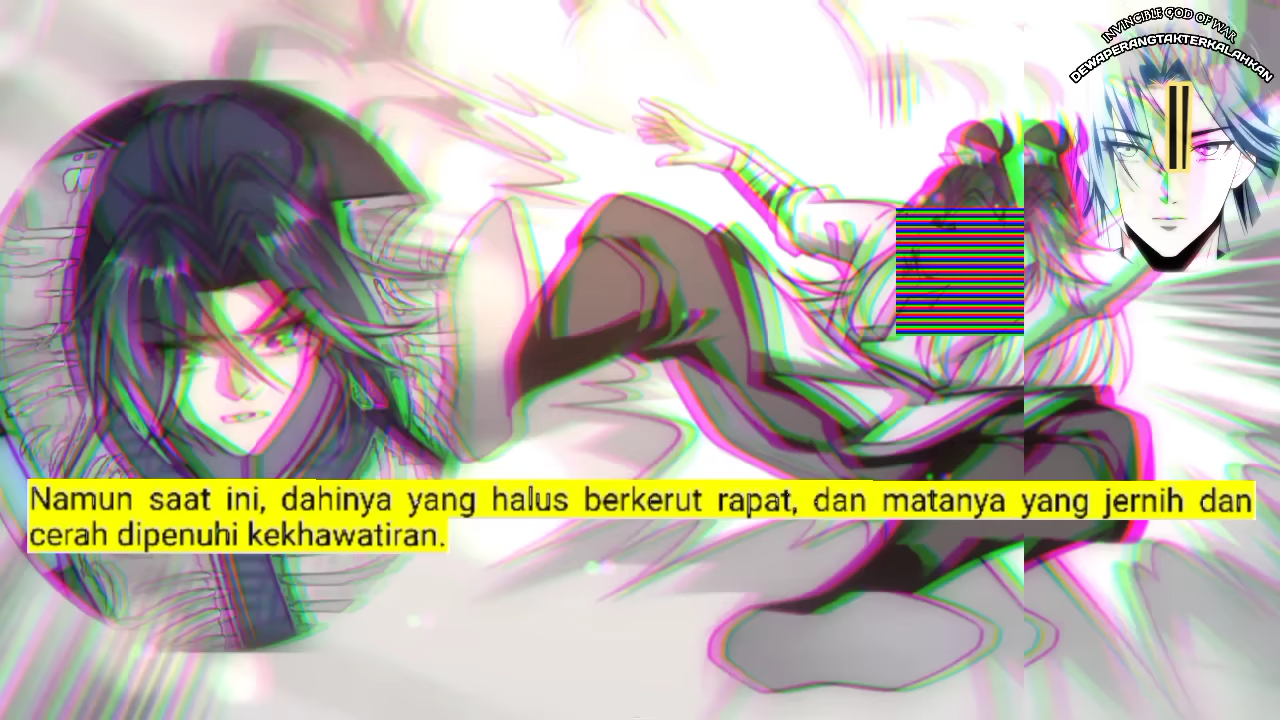 INVINCIBLE GOD OF WAR
DEWAPERANGTAKTERKALAHKAN
Namun saat ini, dahinya yang halus berkerut rapat, dan matanya yang jernih dan
cerah dipenuhi kekhawatiran.